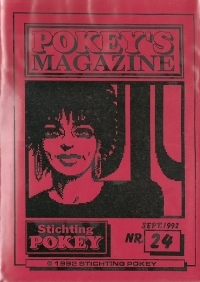 POKEY'S
MAGAZINE
Stichting
POKEY
SEPT. 1992
NR. 24
© 1992 STICHTING POKEY